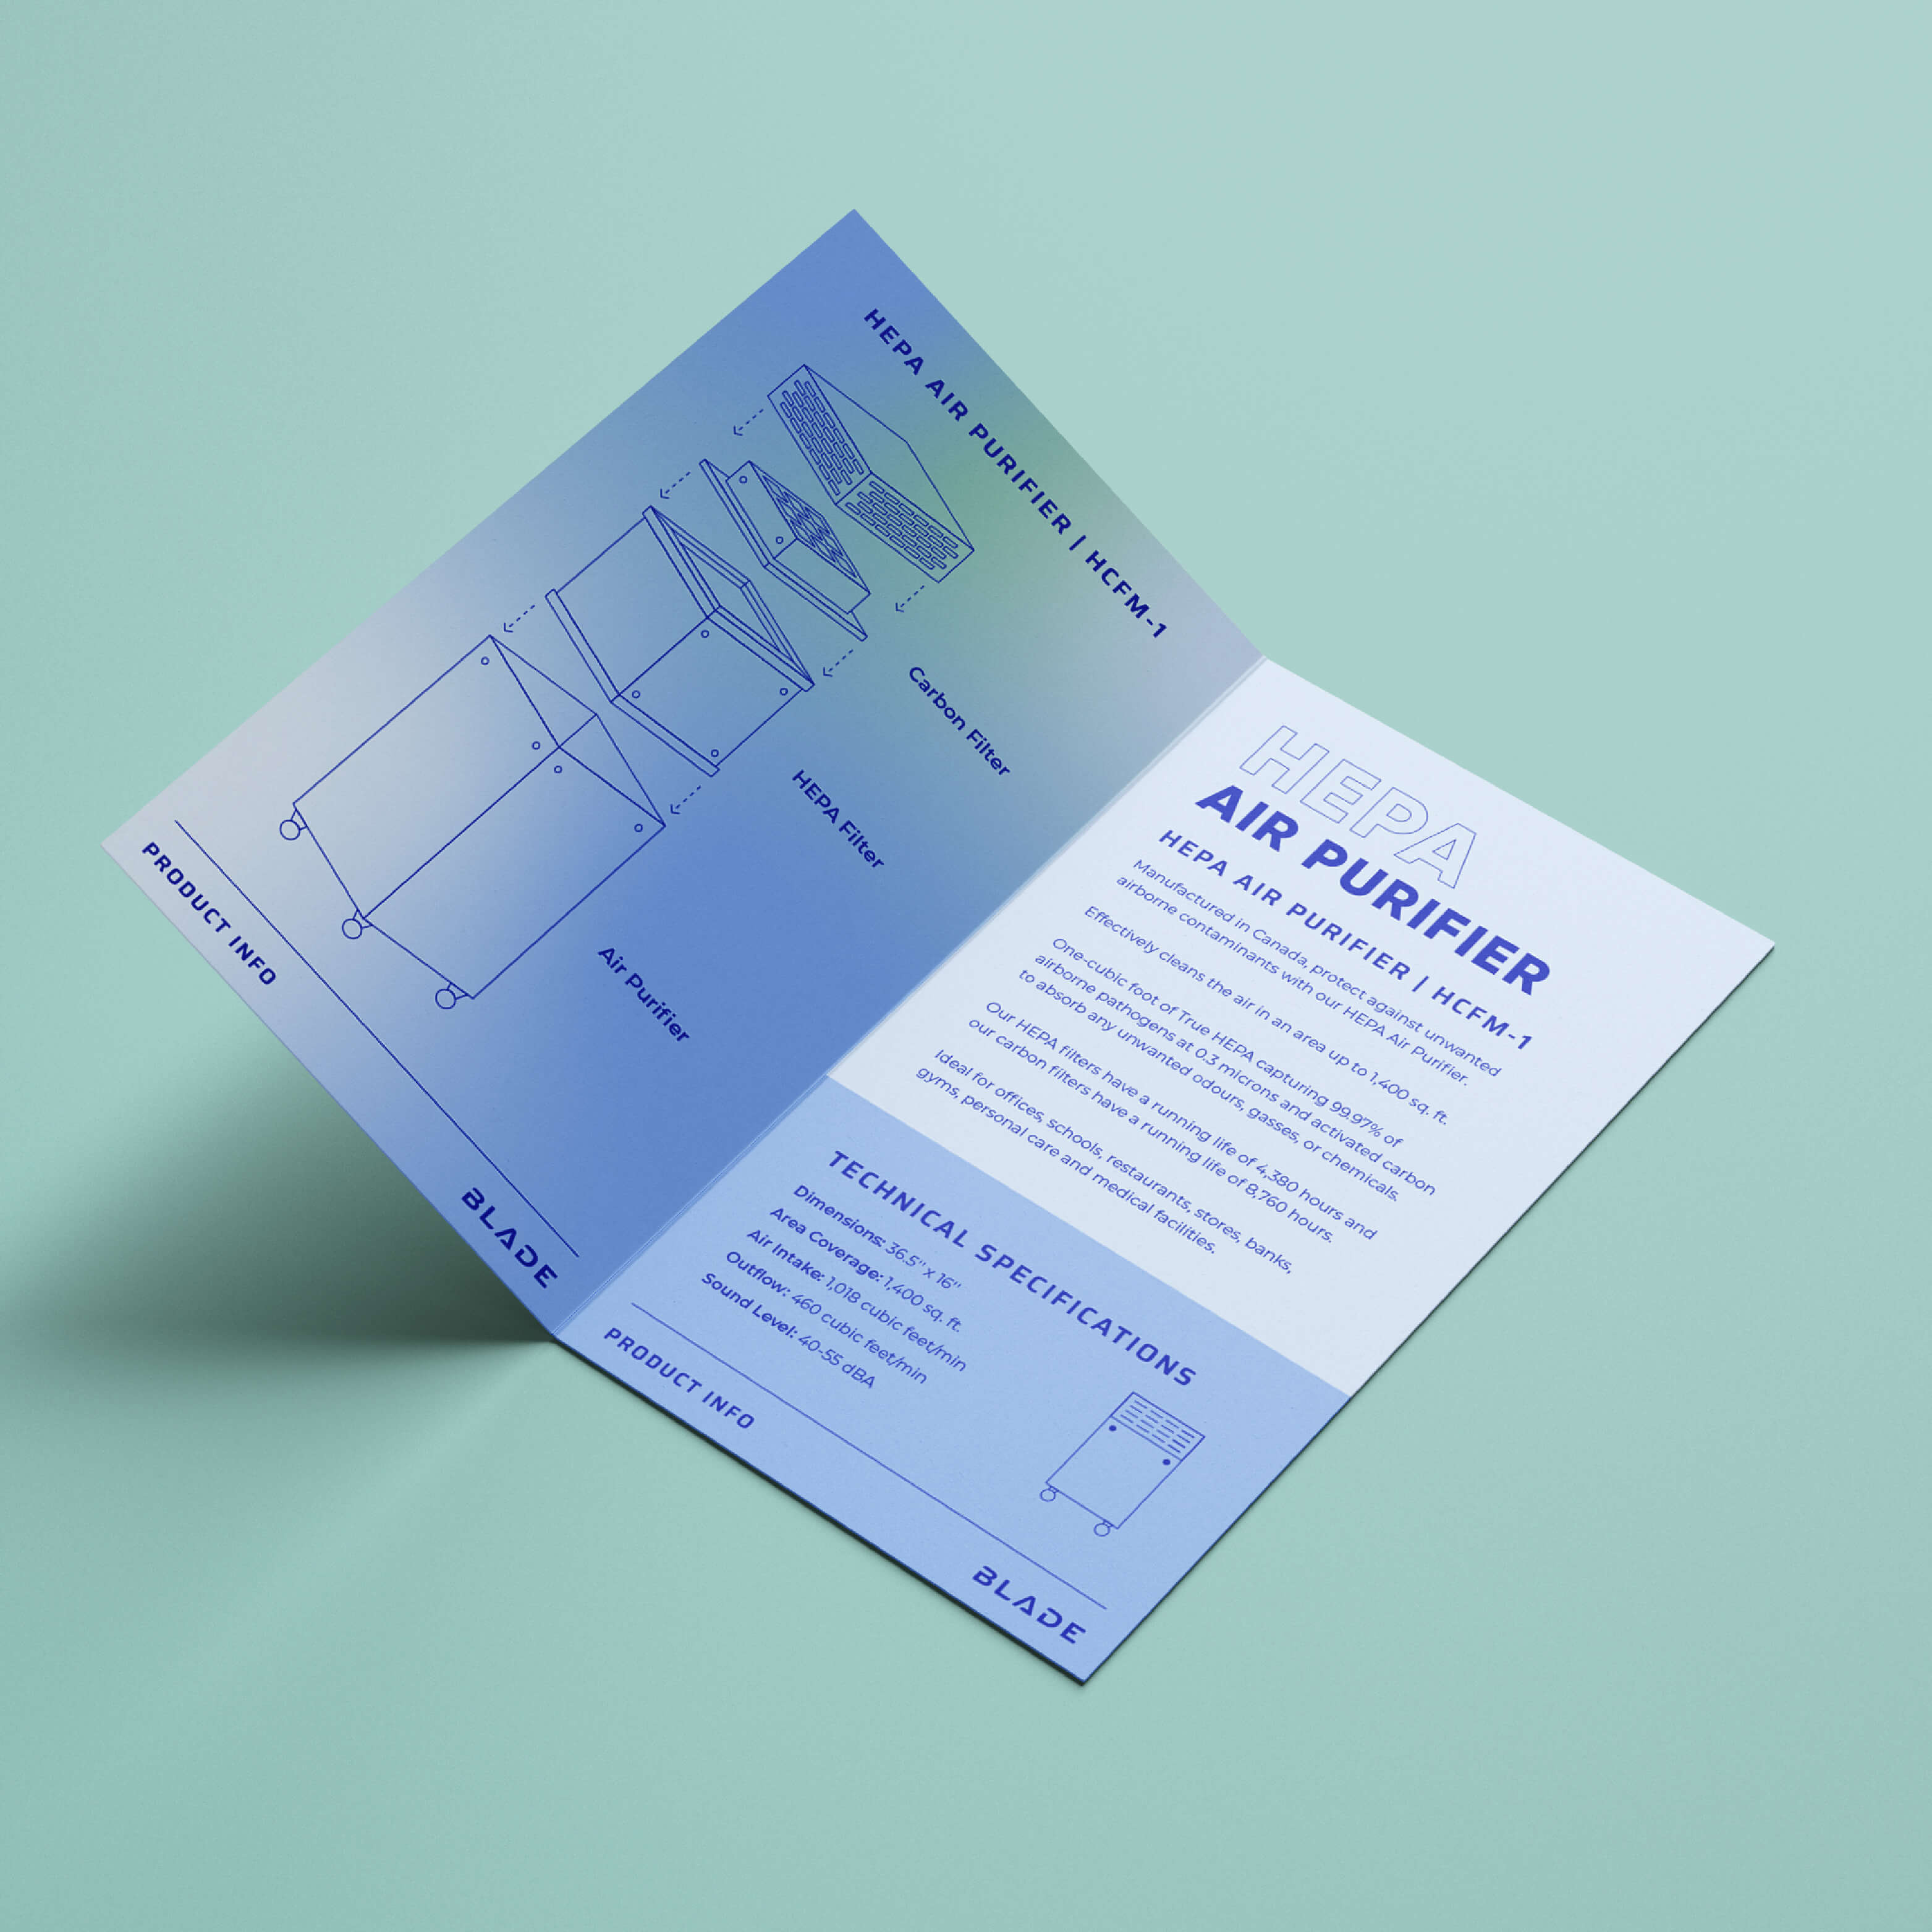 HEPA AIR PURIFIER | HCFM-1
Carbon Filter
HEPA Filter
Air Purifier
PRODUCT INFO
BLADE
HEPA
AIR PURIFIER
HEPA AIR PURIFIER | HCFM-1
Manufactured in Canada, protect against unwanted
airborne contaminants with our HEPA Air Purifier.
Effectively cleans the air in an area up to 1,400 sq. ft.
One-cubic foot of True HEPA capturing 99.97% of
airborne pathogens at 0.3 microns and activated carbon
to absorb any unwanted odours, gasses, or chemicals.
Our HEPA filters have a running life of 4,380 hours and
our carbon filters have a running life of 8,760 hours.
Ideal for offices, schools, restaurants, stores, banks,
gyms, personal care and medical facilities.
TECHNICAL SPECIFICATIONS
Dimensions: 36.5" x 16"
Area Coverage: 1,400 sq. ft.
Air Intake: 1,018 cubic feet/min
Outflow: 460 cubic feet/min
Sound Level: 40-55 dBA
PRODUCT INFO
BLADE